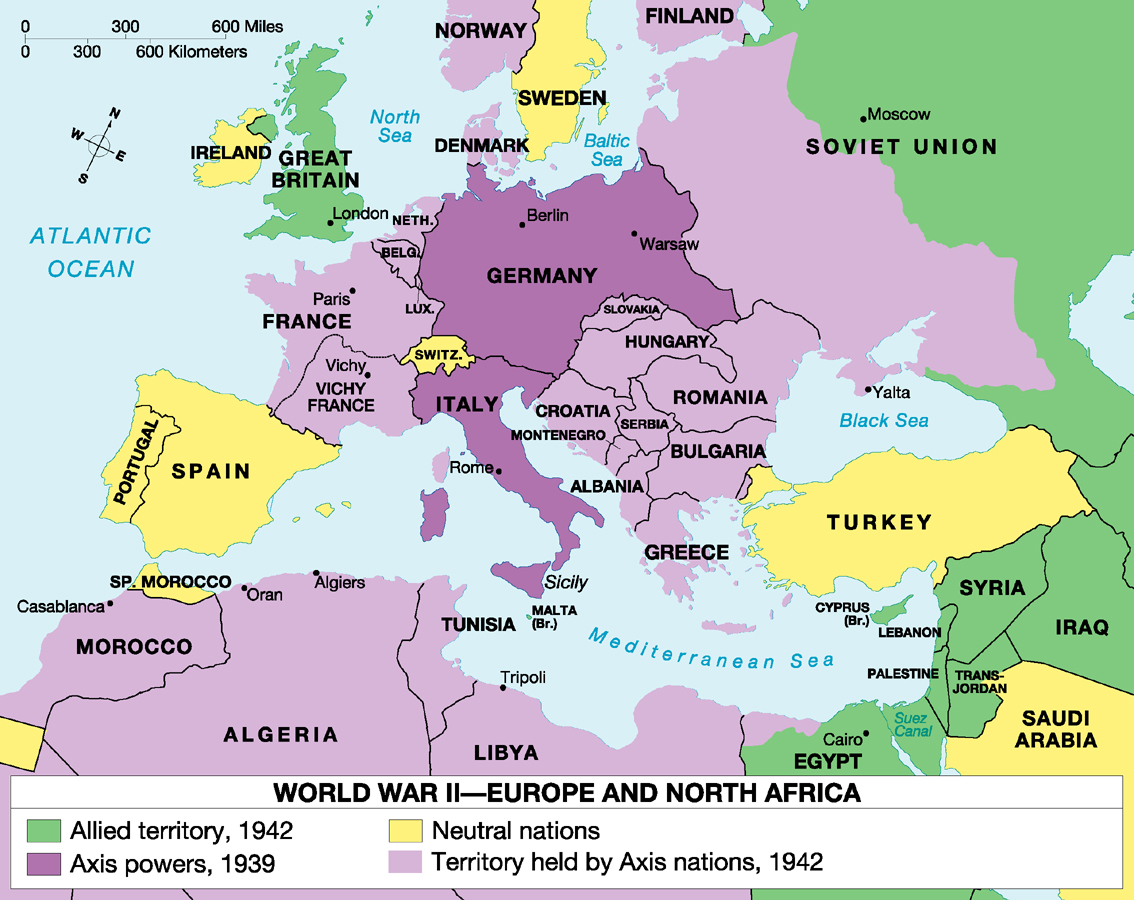 0 300 600 Miles
0 300 600 Kilometers
N
W
E
S
NORWAY
FINLAND
SWEDEN
North
Sea
Baltic
Sea
DENMARK
Moscow
SOVIET UNION
IRELAND
GREAT
BRITAIN
London
NETH.
Berlin
Warsaw
ATLANTIC
OCEAN
BELG.
GERMANY
Paris
LUX.
FRANCE
SLOVAKIA
HUNGARY
SWITZ.
Vichy
VICHY
FRANCE
ITALY
CROATIA
ROMANIA
Yalta
Black Sea
SERBIA
MONTENEGRO
BULGARIA
PORTUGAL
SPAIN
Rome
ALBANIA
TURKEY
GREECE
SP. MOROCCO
Oran
Algiers
Sicily
Casablanca
MALTA
(Br.)
TUNISIA
CYPRUS
(Br.)
SYRIA
LEBANON
IRAQ
MOROCCO
Mediterranean Sea
PALESTINE
TRANS-
JORDAN
Tripoli
ALGERIA
LIBYA
Suez
Canal
Cairo
EGYPT
SAUDI
ARABIA
WORLD WAR II—EUROPE AND NORTH AFRICA
Allied territory, 1942
Neutral nations
Axis powers, 1939
Territory held by Axis nations, 1942